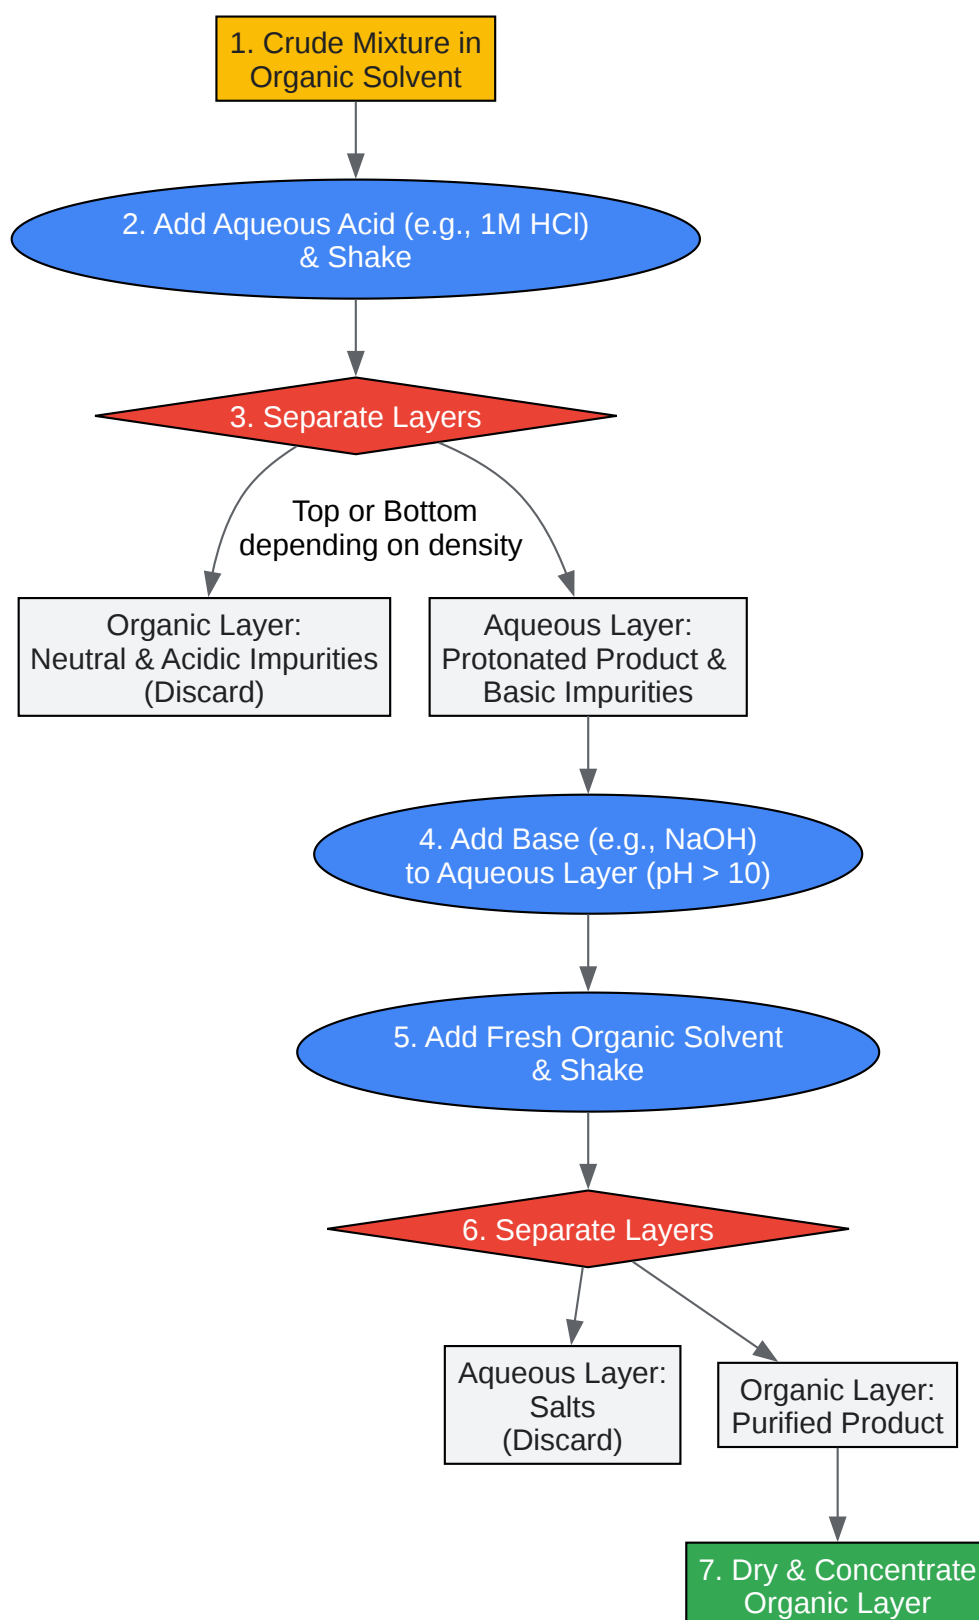 1. Crude Mixture in
Organic Solvent
2. Add Aqueous Acid (e.g., 1M HCl)
& Shake
3. Separate Layers
Top or Bottom
depending on density
Organic Layer:
Neutral & Acidic Impurities
(Discard)
Aqueous Layer:
Protonated Product &
Basic Impurities
4. Add Base (e.g., NaOH)
to Aqueous Layer (pH > 10)
5. Add Fresh Organic Solvent
& Shake
6. Separate Layers
Aqueous Layer:
Salts
(Discard)
Organic Layer:
Purified Product
7. Dry & Concentrate
Organic Layer